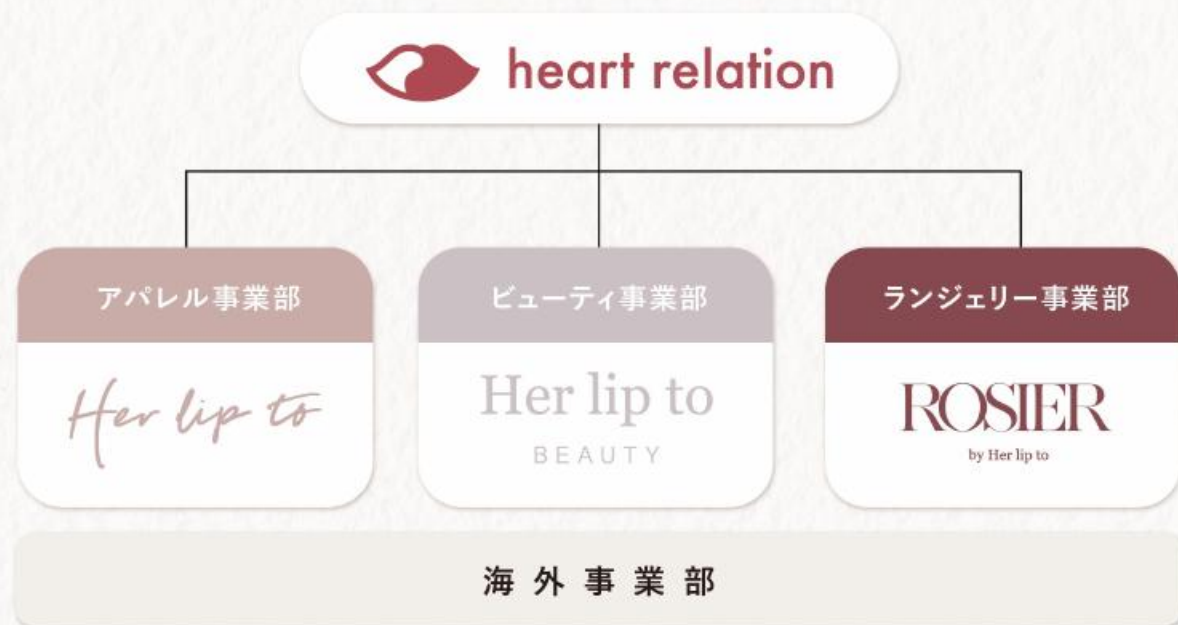 heart relation
アパレル事業部
ビューティ事業部
ランジェリー事業部
Her lip to
Her lip to
BEAUTY
ROSIER
by Her lip to
海外事業部